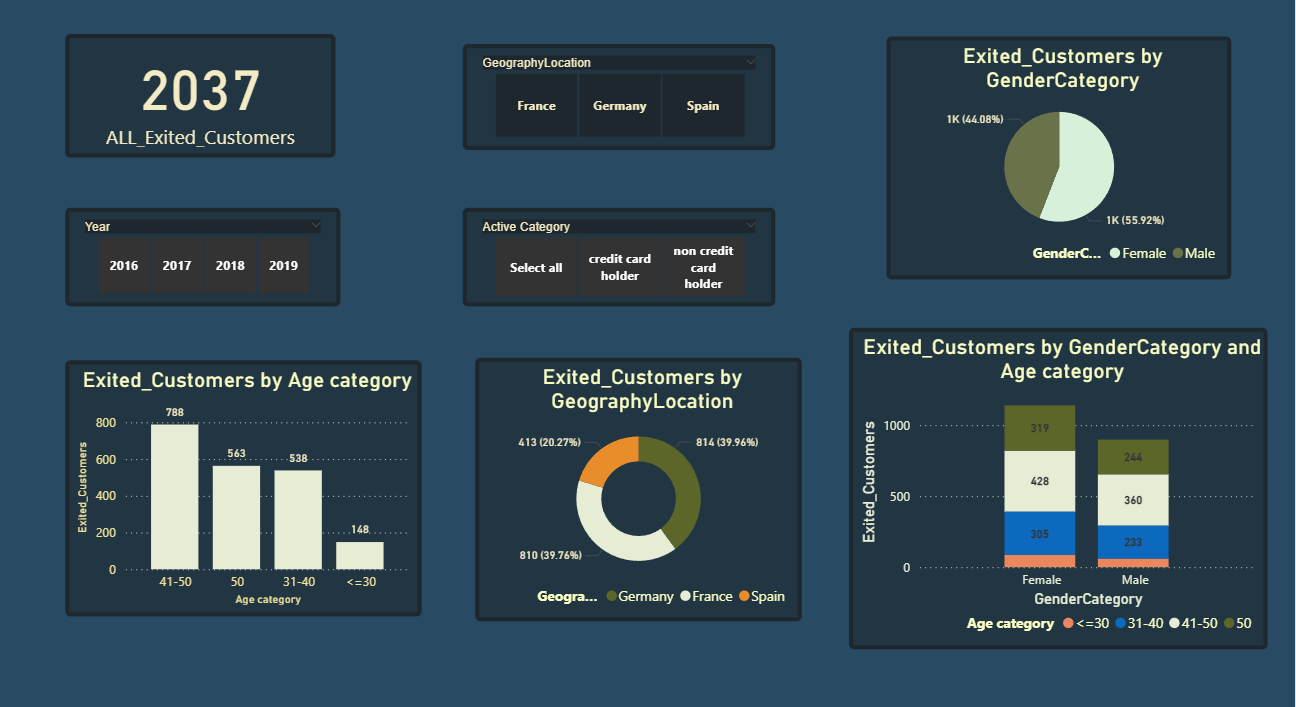 2037
ALL_Exited_Customers
GeographyLocation
France Germany Spain
Exited_Customers by
GenderCategory
1K (44.08%)
1K (55.92%)
GenderC... Female Male
Year
2016 2017 2018 2019
Active Category
Select all
credit card
holder
non credit
card
holder
Exited_Customers by Age category
Exited_Customers
800
600
400
200
0
788
563
538
148
41-50 50 31-40 <=30
Age category
Exited_Customers by
GeographyLocation
413 (20.27%)
814 (39.96%)
810 (39.76%)
Geogra... Germany France Spain
Exited_Customers by GenderCategory and
Age category
Exited_Customers
1000
500
0
319
428
305
244
360
233
Female Male
GenderCategory
Age category <=30 31-40 41-50 50